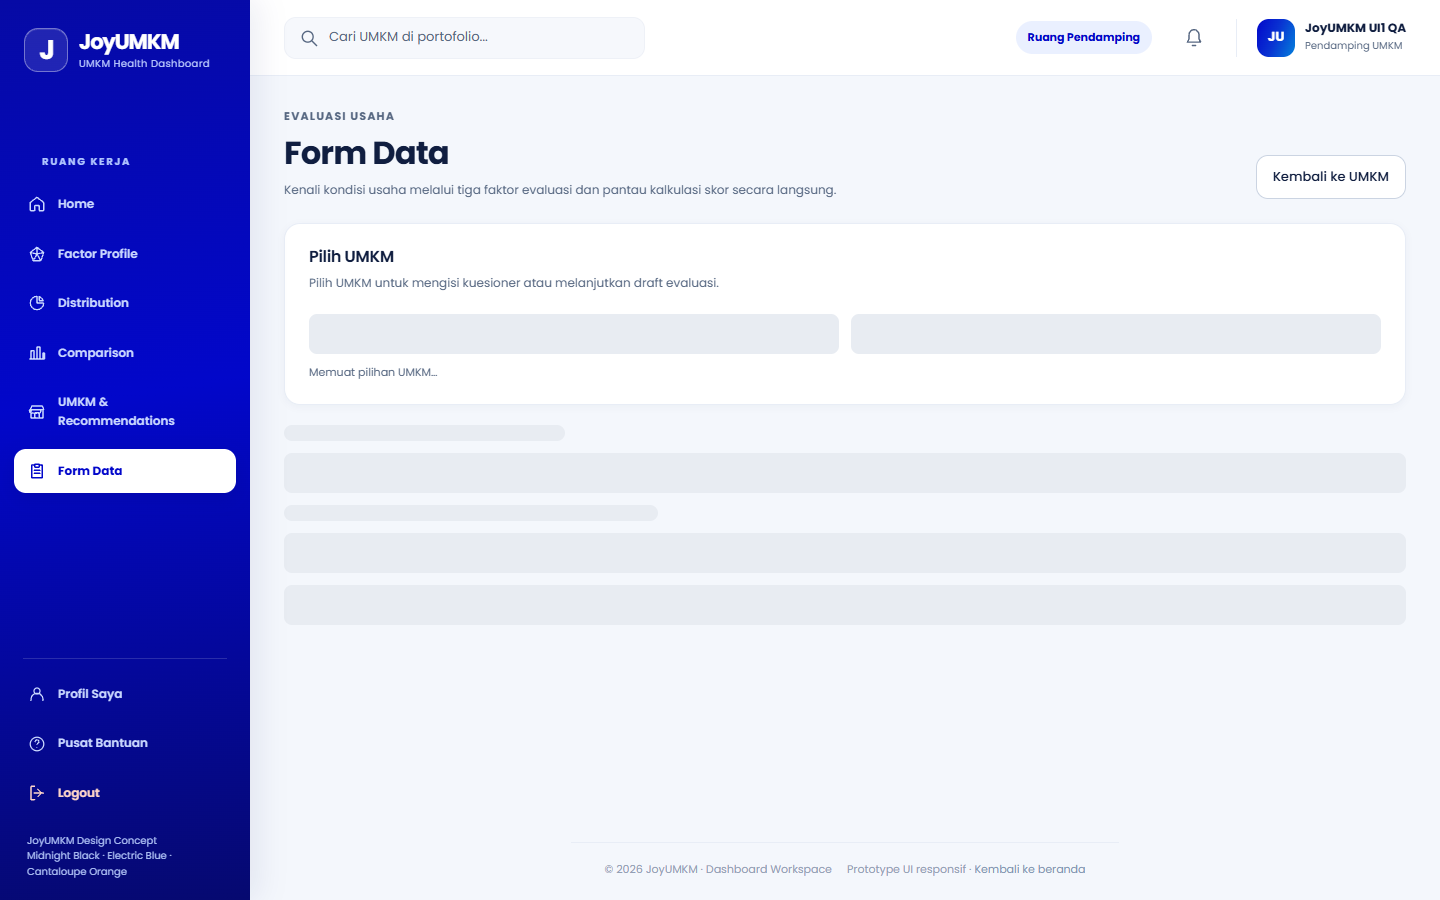 J
JoyUMKM
UMKM Health Dashboard
RUANG KERJA
Home
Factor Profile
Distribution
Comparison
UMKM &
Recommendations
Form Data
Profil Saya
Pusat Bantuan
Logout
JoyUMKM Design Concept
Midnight Black · Electric Blue ·
Cantaloupe Orange
Cari UMKM di portofolio...
Ruang Pendamping
JU
JoyUMKM UI1 QA
Pendamping UMKM
EVALUASI USAHA
Form Data
Kenali kondisi usaha melalui tiga faktor evaluasi dan pantau kalkulasi skor secara langsung.
Kembali ke UMKM
Pilih UMKM
Pilih UMKM untuk mengisi kuesioner atau melanjutkan draft evaluasi.
Memuat pilihan UMKM...
© 2026 JoyUMKM · Dashboard Workspace Prototype UI responsif · Kembali ke beranda